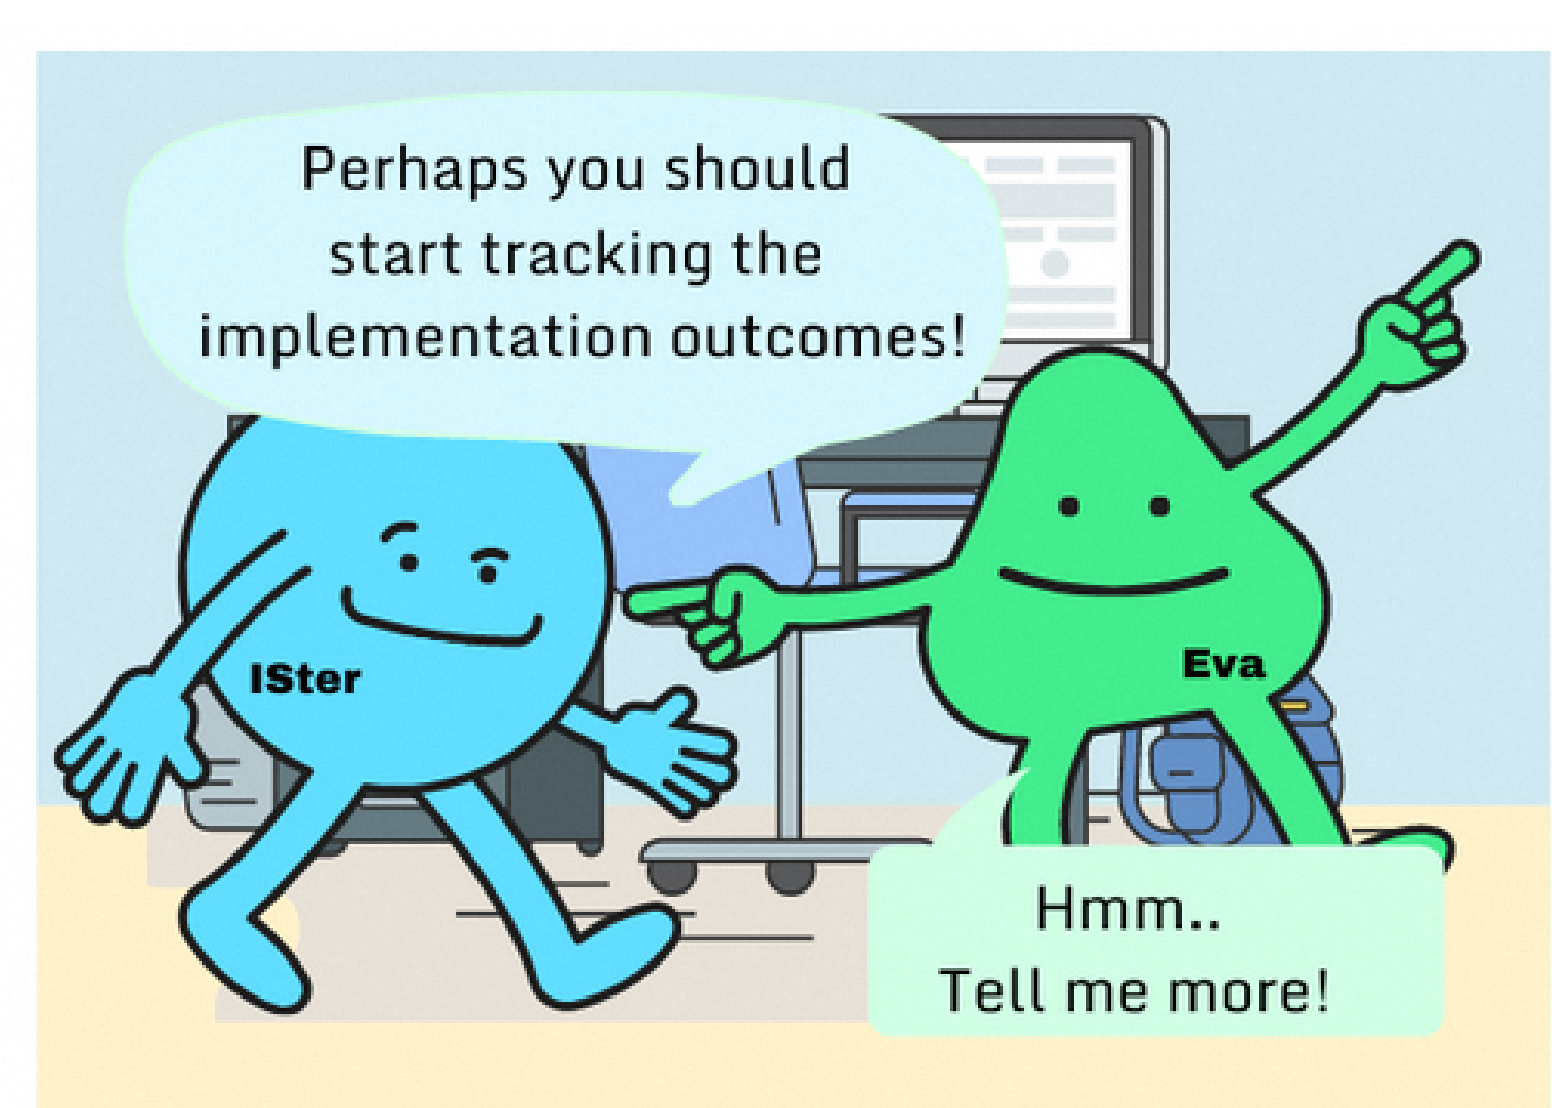 Perhaps you should
start tracking the
implementation outcomes!
ISter
Eva
Hmm..
Tell me more!